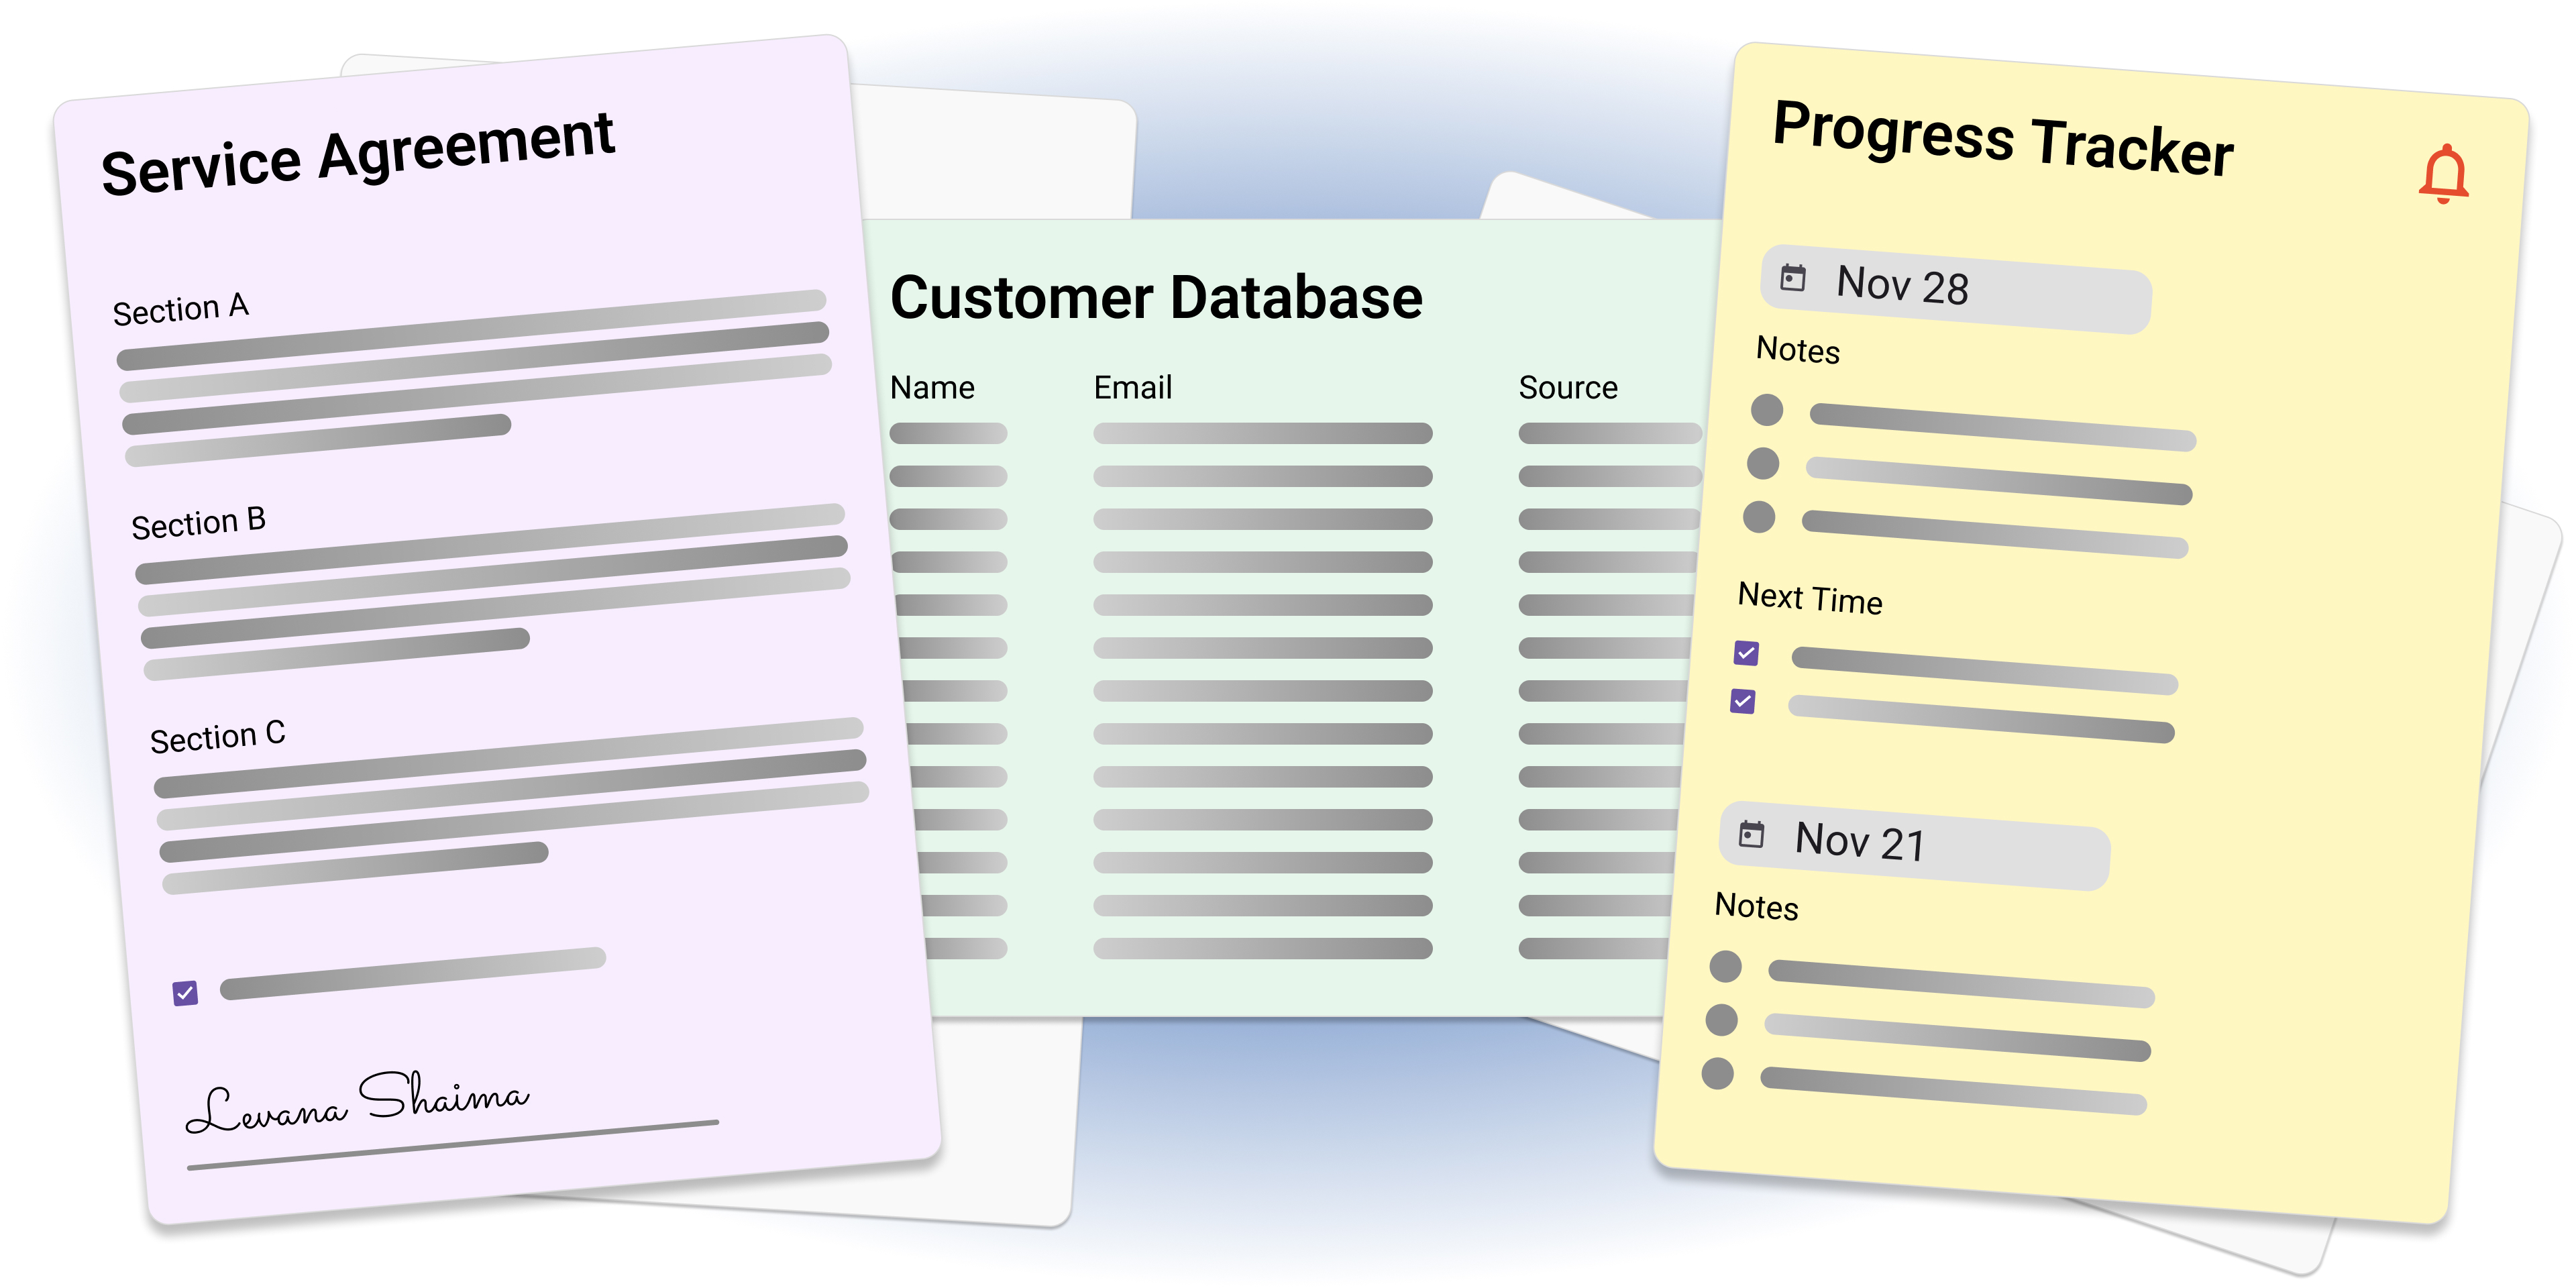 Service Agreement
Section A
Section B
Section C
Levana Shaima
Customer Database
Name Email Source
Progress Tracker
Nov 28
Notes
Next Time
Nov 21
Notes